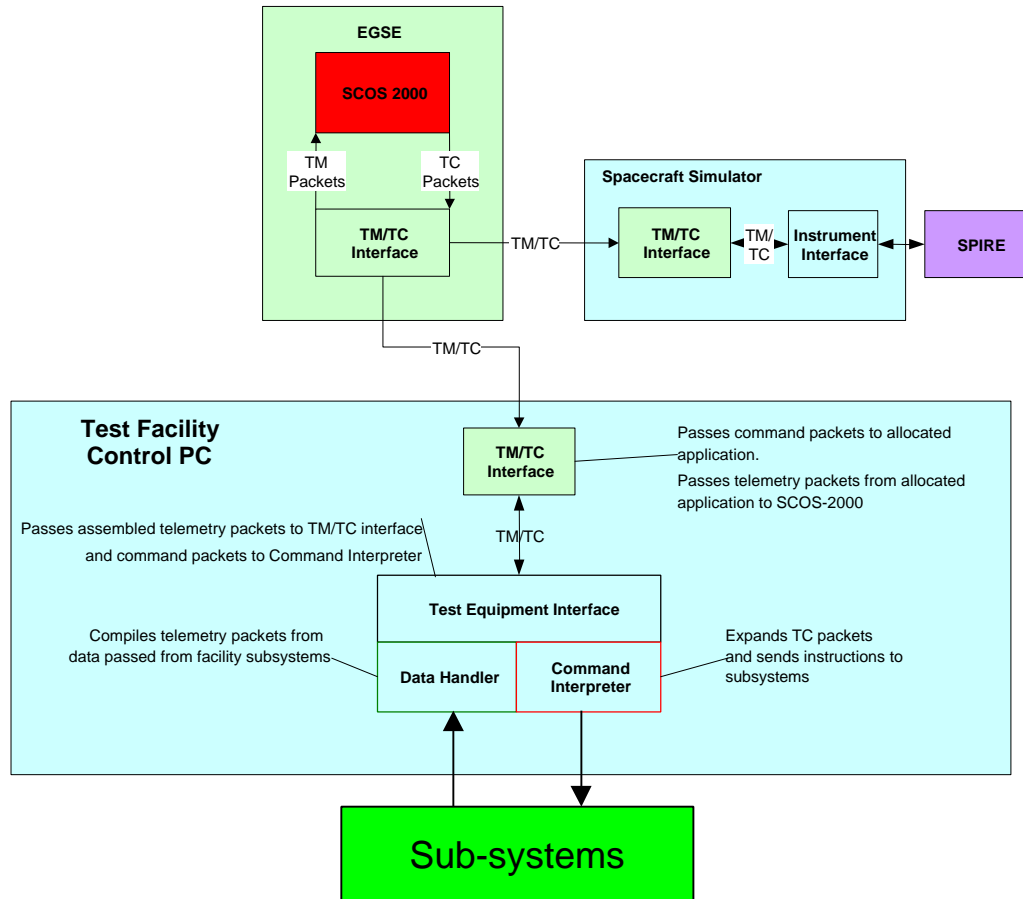 EGSE
SCOS 2000
TM
Packets
TC
Packets
TM/TC
Interface
TM/TC
Spacecraft Simulator
TM/TC
Interface
TM/
TC
Instrument
Interface
SPIRE
TM/TC
Test Facility
Control PC
TM/TC
Interface
Passes command packets to allocated
application.
Passes telemetry packets from allocated
application to SCOS-2000
Passes assembled telemetry packets to TM/TC interface
and command packets to Command Interpreter
TM/TC
Test Equipment Interface
Compiles telemetry packets from
data passed from facility subsystems
Data Handler
Command
Interpreter
Expands TC packets
and sends instructions to
subsystems
Sub-systems